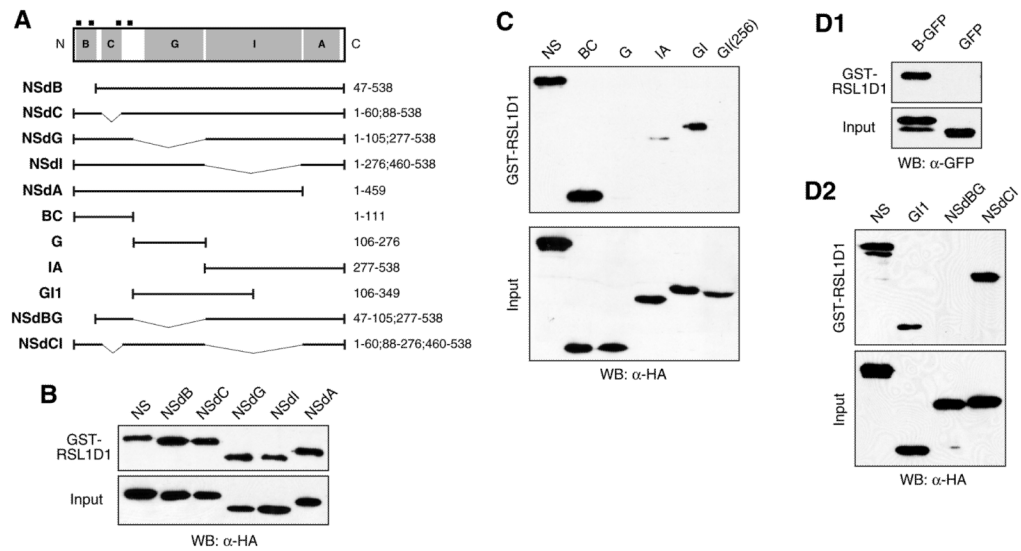 A
N B C G I A C
NSdB 47-538
NSdC 1-60;88-538
NSdG 1-105;277-538
NSdI 1-276;460-538
NSdA 1-459
BC 1-111
G 106-276
IA 277-538
GI1 106-349
NSdBG 47-105;277-538
NSdCI 1-60;88-276;460-538
B
NS NSdB NSdC NSdG NSdI NSdA
GST-
RSL1D1
Input
WB: α-HA
C
NS BC G IA GI GI(256)
GST-RSL1D1
Input
WB: α-HA
D1
B-GFP GFP
GST-
RSL1D1
Input
WB: α-GFP
D2
NS GI1 NSdBG NSdCI
GST-RSL1D1
Input
WB: α-HA